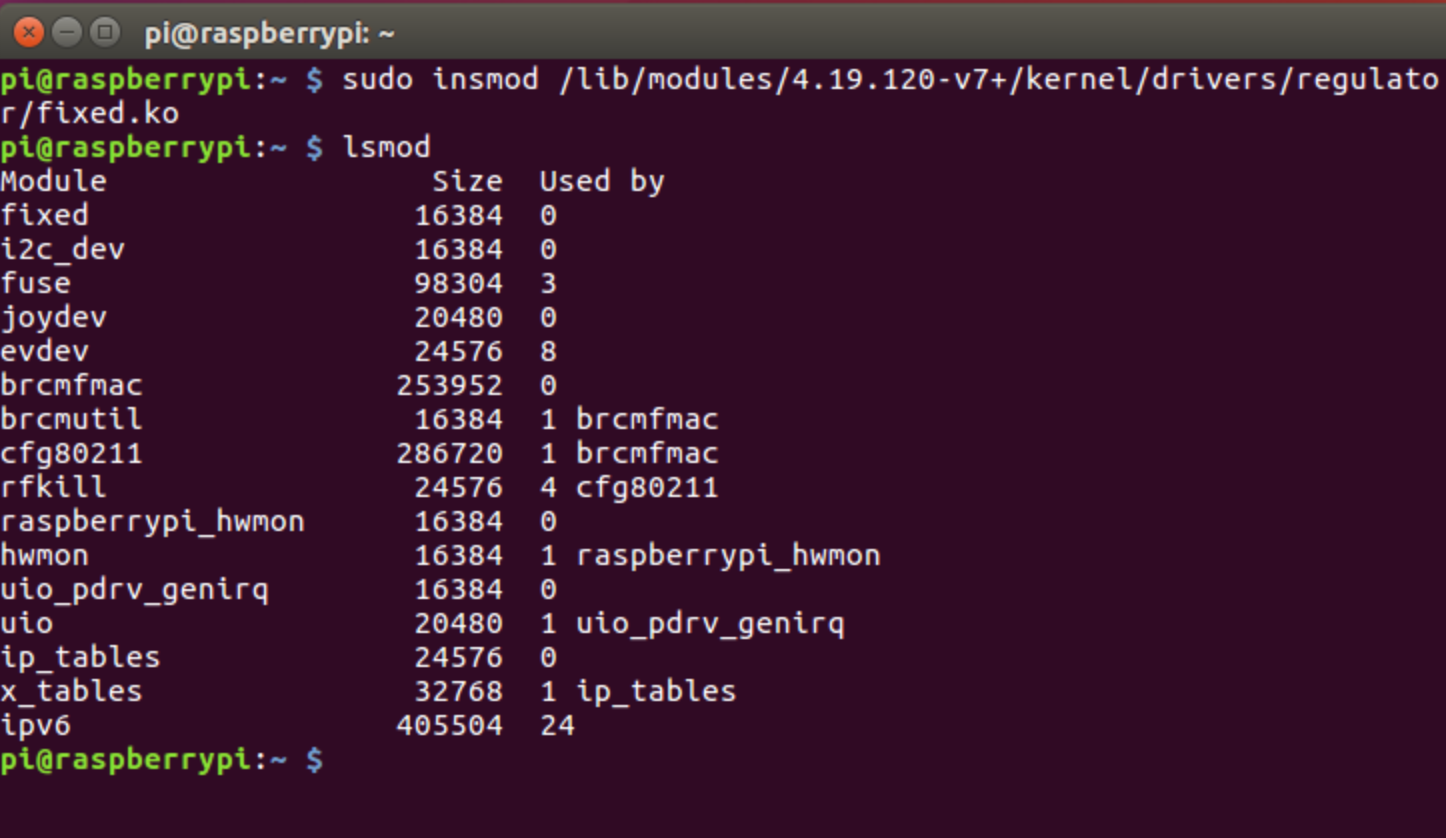 pi@raspberrypi: ~
pi@raspberrypi:~ $ sudo insmod /lib/modules/4.19.120-v7+/kernel/drivers/regulato
r/fixed.ko
pi@raspberrypi:~ $ lsmod
Module                  Size  Used by
fixed                  16384  0
i2c_dev                16384  0
fuse                   98304  3
joydev                 20480  0
evdev                  24576  8
brcmfmac              253952  0
brcmutil               16384  1 brcmfmac
cfg80211              286720  1 brcmfmac
rfkill                 24576  4 cfg80211
raspberrypi_hwmon      16384  0
hwmon                  16384  1 raspberrypi_hwmon
uio_pdrv_genirq        16384  0
uio                    20480  1 uio_pdrv_genirq
ip_tables              24576  0
x_tables               32768  1 ip_tables
ipv6                  405504  24
pi@raspberrypi:~ $